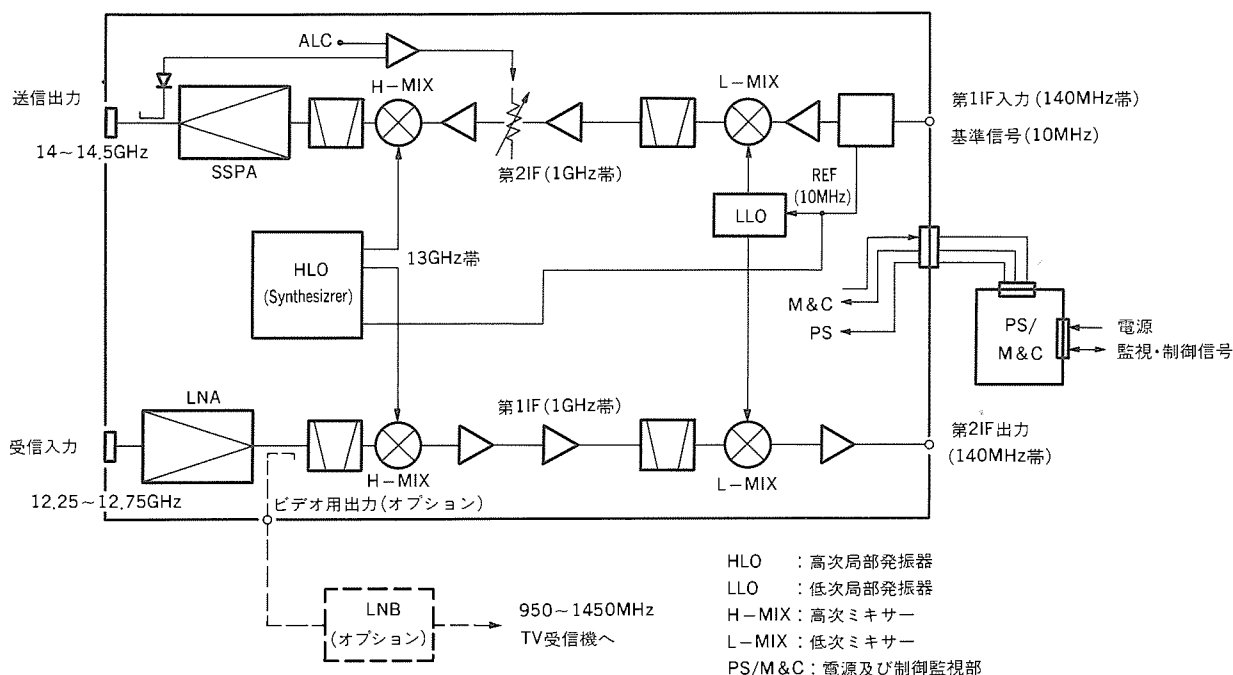 ALC
H-MIX
L-MIX
送信出力
第1IF入力(140MHz帯)
基準信号(10MHz)
14~14.5GHz
SSPA
第2IF(1GHz帯)
REF
(10MHz)
LLO
HLO
(Synthesizrer)
13GHz帯
M&C
PS
PS/
M&C
電源
監視・制御信号
LNA
第1IF(1GHz帯)
受信入力
第2IF出力
(140MHz帯)
H-MIX
L-MIX
12.25~12.75GHz
ビデオ用出力(オプション)
LNB
(オプション)
950~1450MHz
TV受信機へ
HLO :高次局部発振器
LLO :低次局部発振器
H-MIX:高次ミキサー
L-MIX:低次ミキサー
PS/M&C:電源及び制御監視部